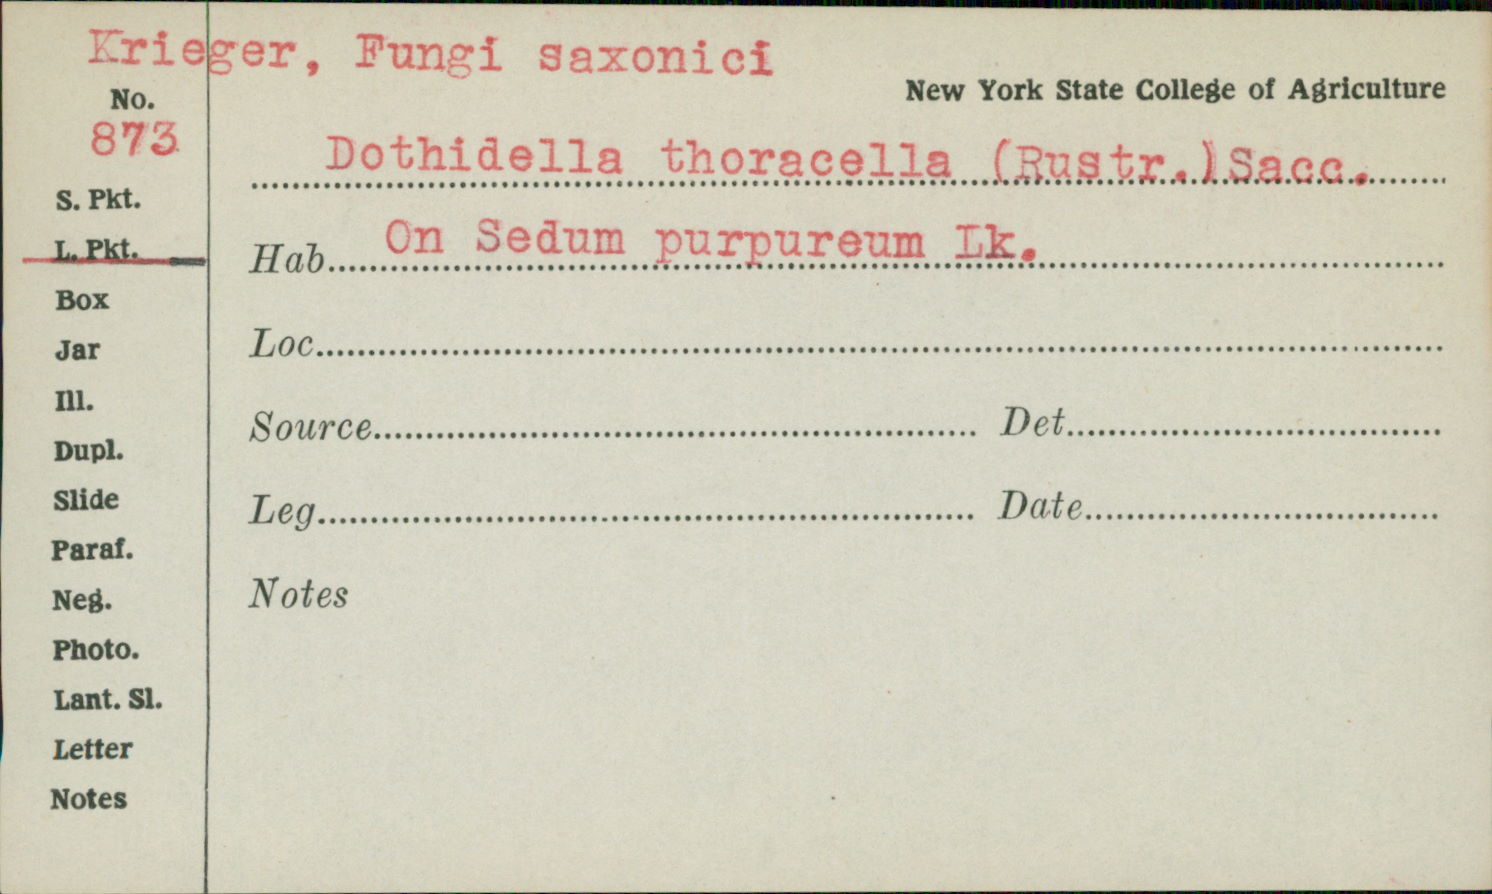 Krieger, Fungi saxonici
New York State College of Agriculture
No.
873
Dothidella thoracella (Rustr.)Sacc.
S. Pkt.
L. Pkt.
Hab. On Sedum purpureum Lk.
Box
Jar
Loc.
Ill.
Source
Det.
Dupl.
Slide
Leg.
Date
Paraf.
Neg.
Notes
Photo.
Lant. Sl.
Letter
Notes